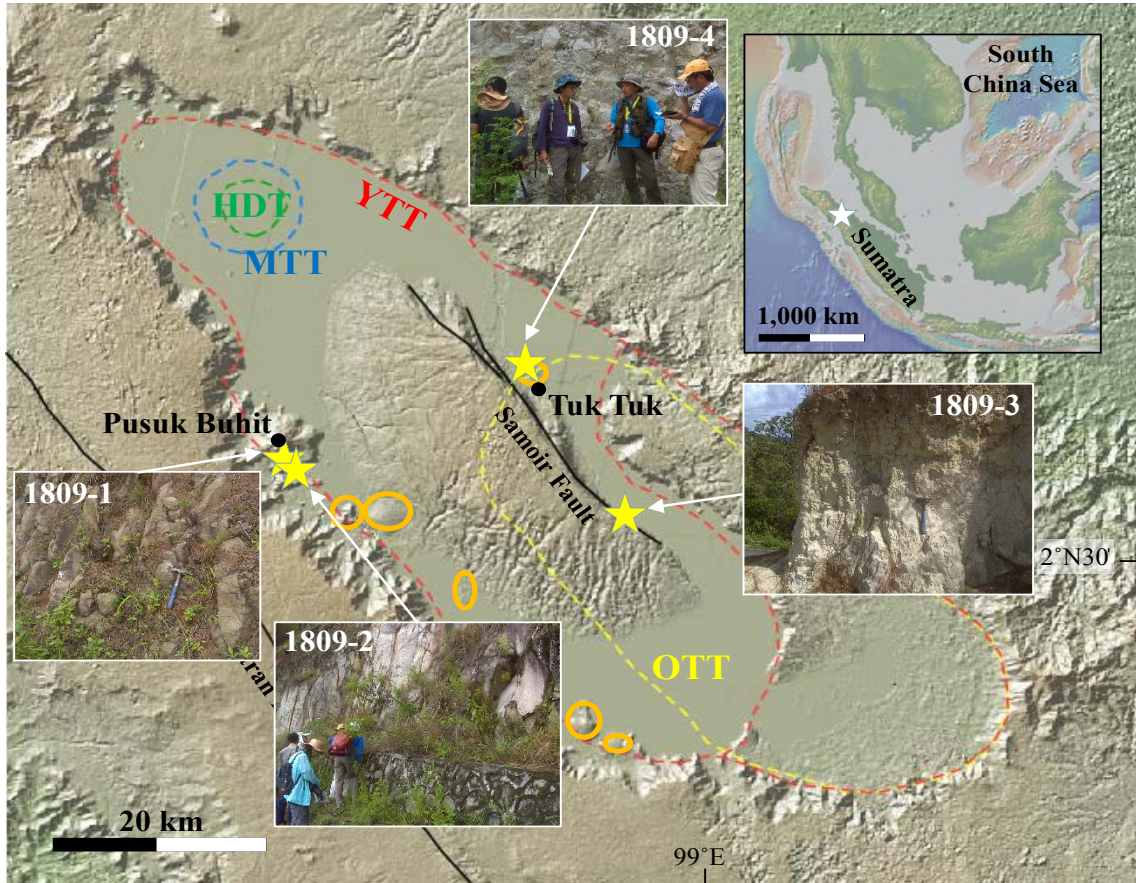 1809-4
South
China Sea
Sumatra
1,000 km
HDT
YTT
MTT
Tuk Tuk
Samoir Fault
Pusuk Buhit
1809-3
1809-1
2°N30'
1809-2
OTT
20 km
99°E